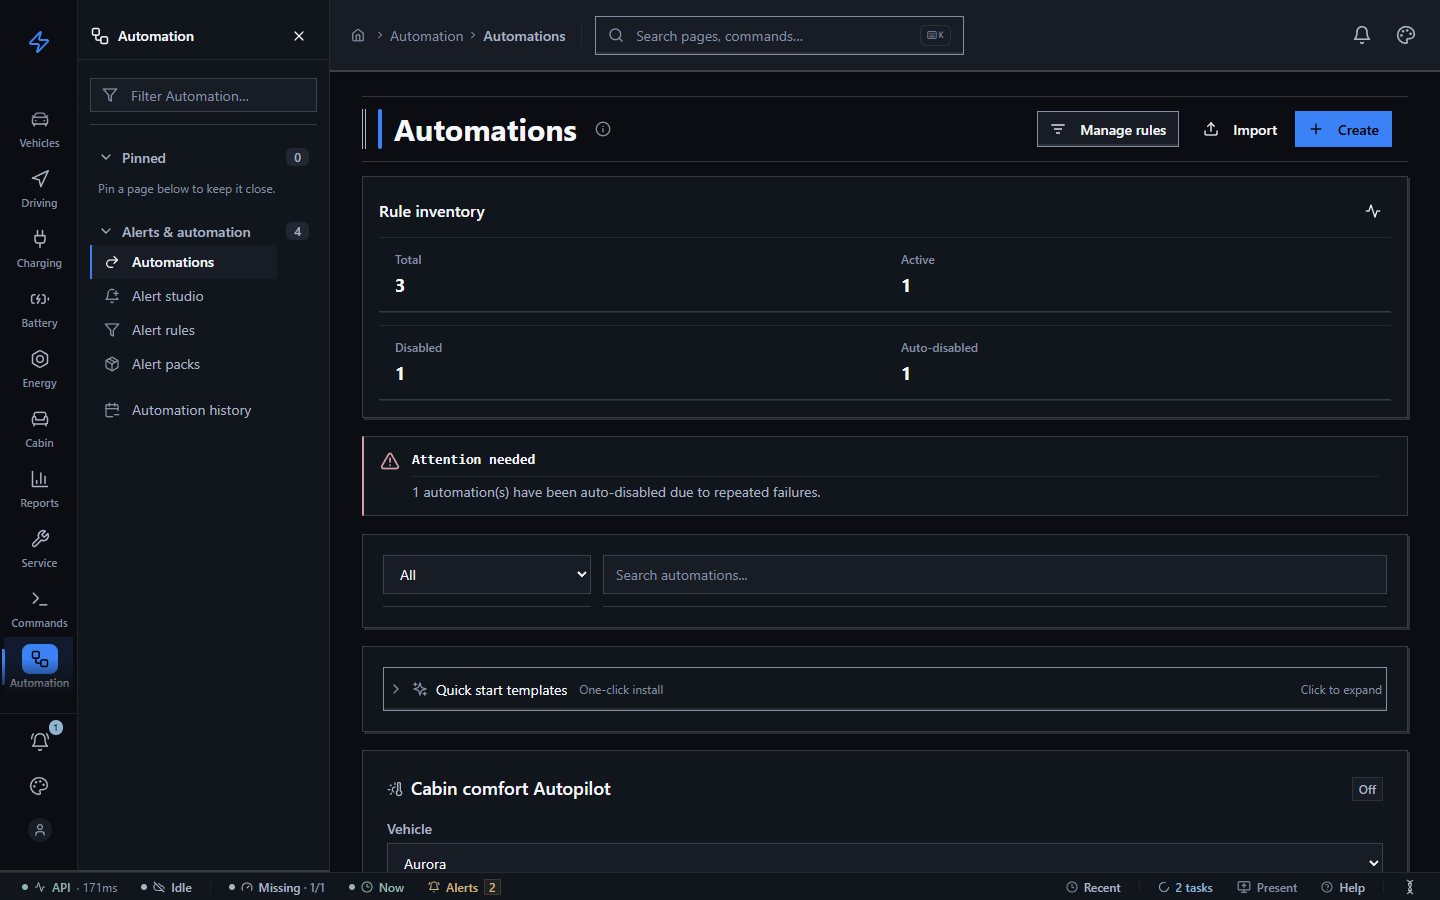 Automation
Filter Automation...
Pinned 0
Pin a page below to keep it close.
Alerts & automation 4
Automations
Alert studio
Alert rules
Alert packs
Automation history
Vehicles
Driving
Charging
Battery
Energy
Cabin
Reports
Service
Commands
Automation
1
Automation Automations
Search pages, commands...
K
Automations
Manage rules
Import
Create
Rule inventory
Total
3
Active
1
Disabled
1
Auto-disabled
1
Attention needed
1 automation(s) have been auto-disabled due to repeated failures.
All
Search automations...
Quick start templates One-click install Click to expand
Cabin comfort Autopilot Off
Vehicle
Aurora
API · 171ms Idle Missing · 1/1 Now Alerts 2 Recent 2 tasks Present Help